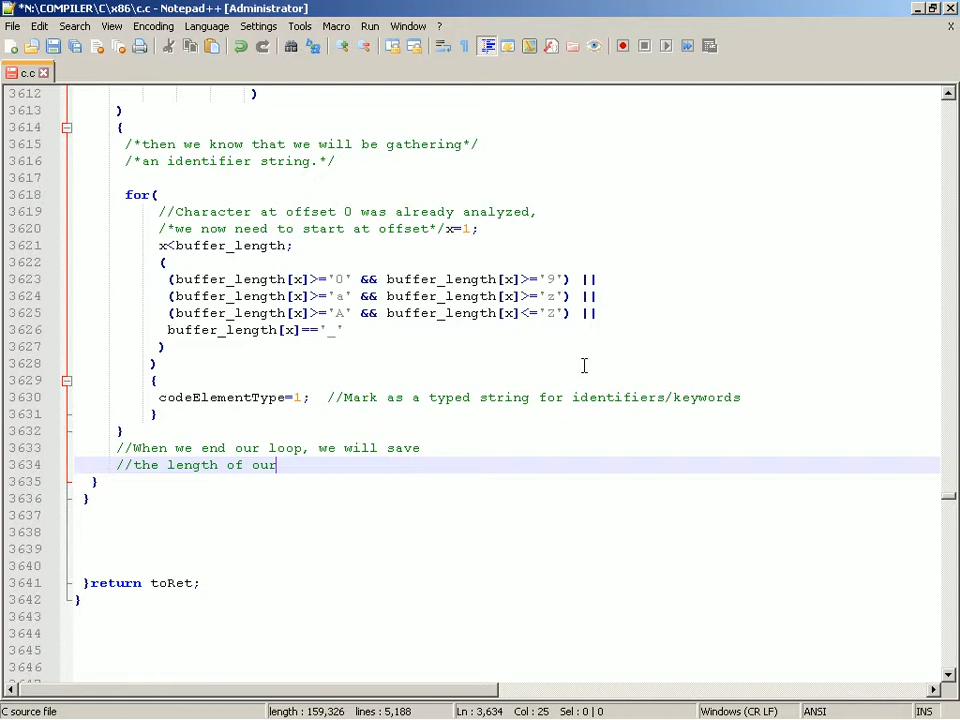 *N:\COMPILER\C\x86\c.c - Notepad++ [Administrator]
File Edit Search View Encoding Language Settings Tools Macro Run Window ? X
c.c
3612 )
3613 )
3614 {
3615 /*then we know that we will be gathering*/
3616 /*an identifier string.*/
3617
3618 for(
3619 //Character at offset 0 was already analyzed,
3620 /*we now need to start at offset*/x=1;
3621 x<buffer_length;
3622 (
3623 (buffer_length[x]>='0' && buffer_length[x]>='9') ||
3624 (buffer_length[x]>='a' && buffer_length[x]>='z') ||
3625 (buffer_length[x]>='A' && buffer_length[x]<='Z') ||
3626 buffer_length[x]=='_'
3627 )
3628 )
3629 {
3630 codeElementType=1; //Mark as a typed string for identifiers/keywords
3631 }
3632 }
3633 //When we end our loop, we will save
3634 //the length of our
3635 }
3636 }
3637
3638
3639
3640
3641 }return toRet;
3642 }
3643
3644
3645
3646
C source file length : 159,326 lines : 5,188 Ln : 3,634 Col : 25 Sel : 0 | 0 Windows (CR LF) ANSI INS